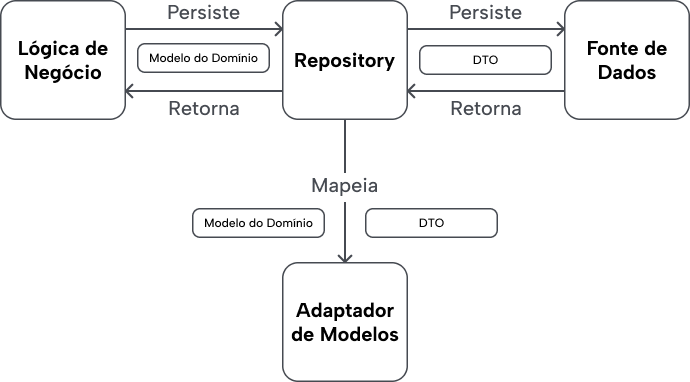 Persiste
Persiste
Lógica de
Negócio
Modelo do Domínio
Repository
DTO
Fonte de
Dados
Retorna
Retorna
Mapeia
Modelo do Domínio
DTO
Adaptador
de Modelos